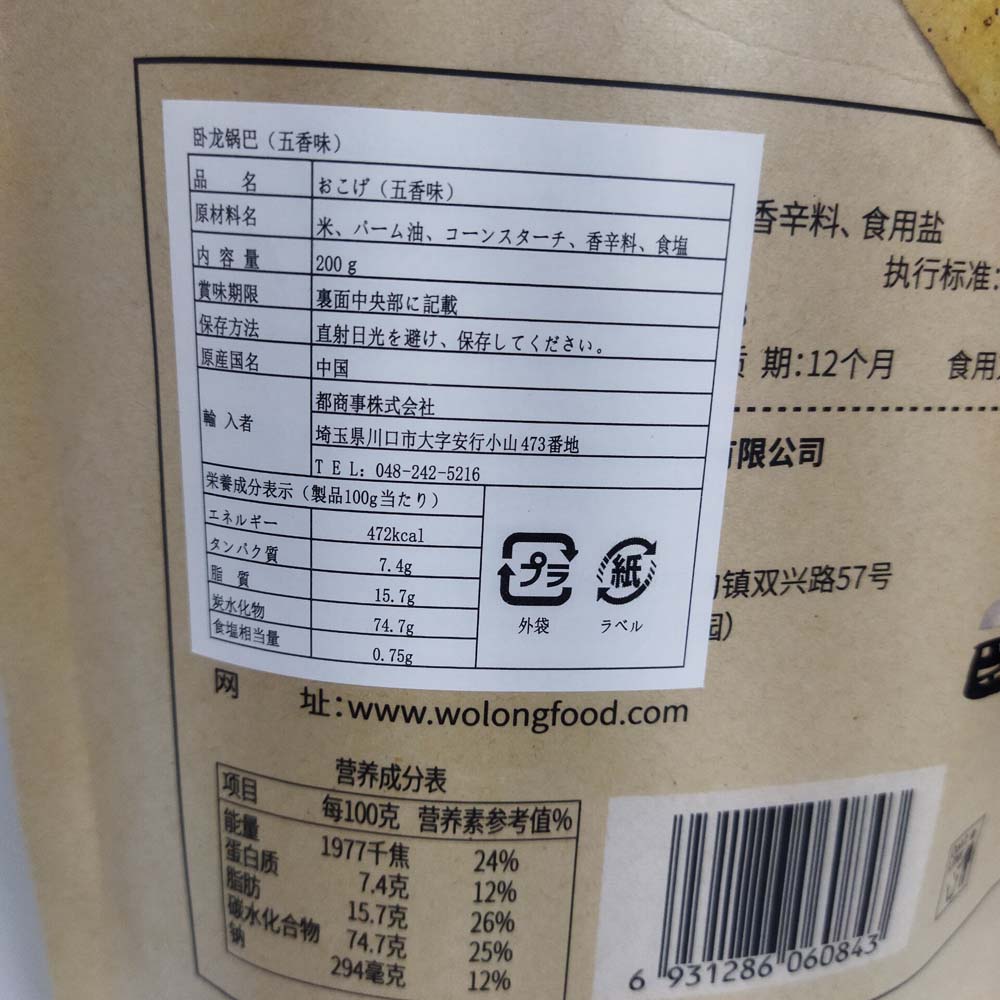 卧龙锅巴（五香味）
品 名 おこげ（五香味）
原材料名 米、パーム油、コーンスターチ、香辛料、食塩
内容量 200g
賞味期限 裏面中央部に記載
保存方法 直射日光を避け、保存してください。
原産国名 中国
輸入者 都商事株式会社
埼玉県川口市大字安行小山473番地
TEL: 048-242-5216
栄養成分表示（製品100g当たり）
エネルギー 472kcal
タンパク質 7.4g
脂 質 15.7g
炭水化物 74.7g
食塩相当量 0.75g
プラ 紙
外袋 ラベル
香辛料、食用盐
执行标准:
期:12个月 食用
限公司
镇双兴路57号
园)
网 址:www.wolongfood.com
营养成分表
项目 每100克 营养素参考值%
能量 1977千焦 24%
蛋白质 7.4克 12%
脂肪 15.7克 26%
碳水化合物 74.7克 25%
钠 294毫克 12%
6 931286 060843